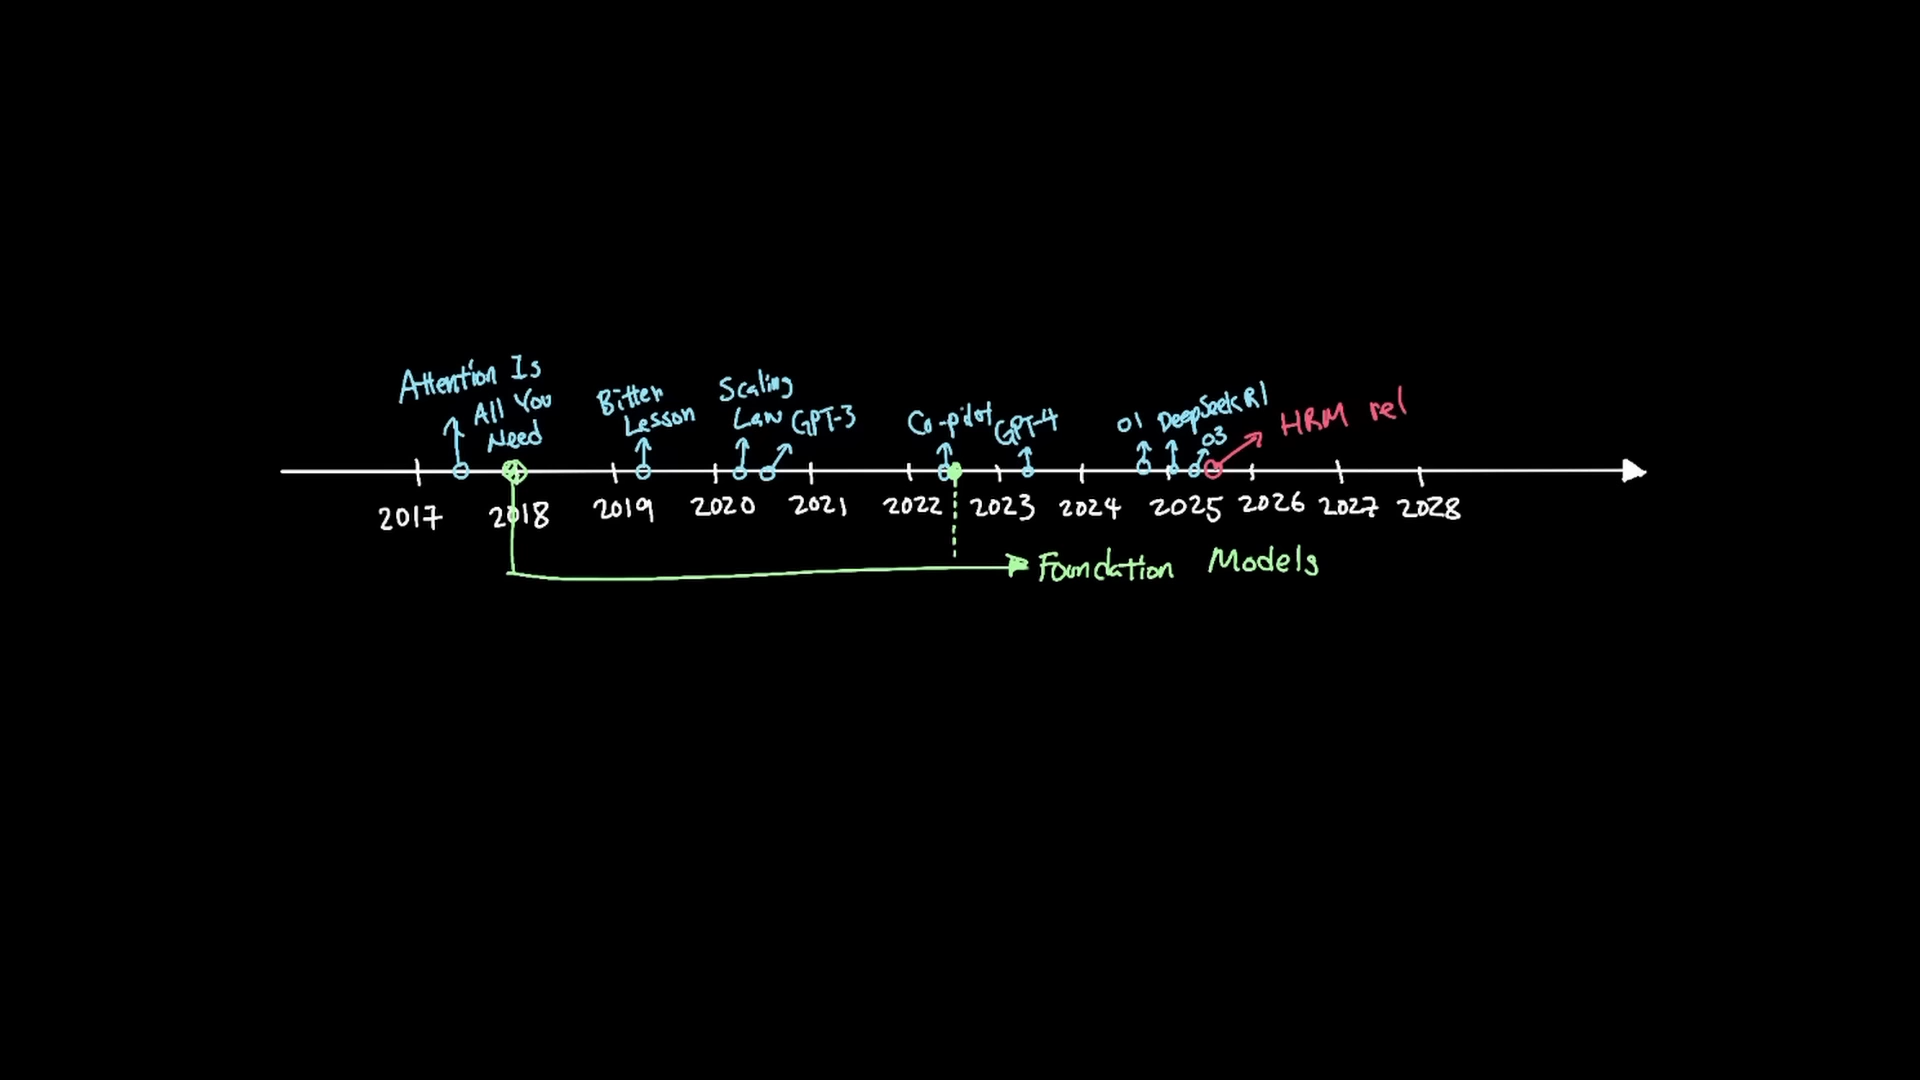 Attention Is
All You
Need
Bitter
Lesson
Scaling
Law
GPT-3
Co-pilot
GPT-4
O1
DeepSeek R1
O3
HRM rel
2017
2018
2019
2020
2021
2022
2023
2024
2025
2026
2027
2028
Foundation Models